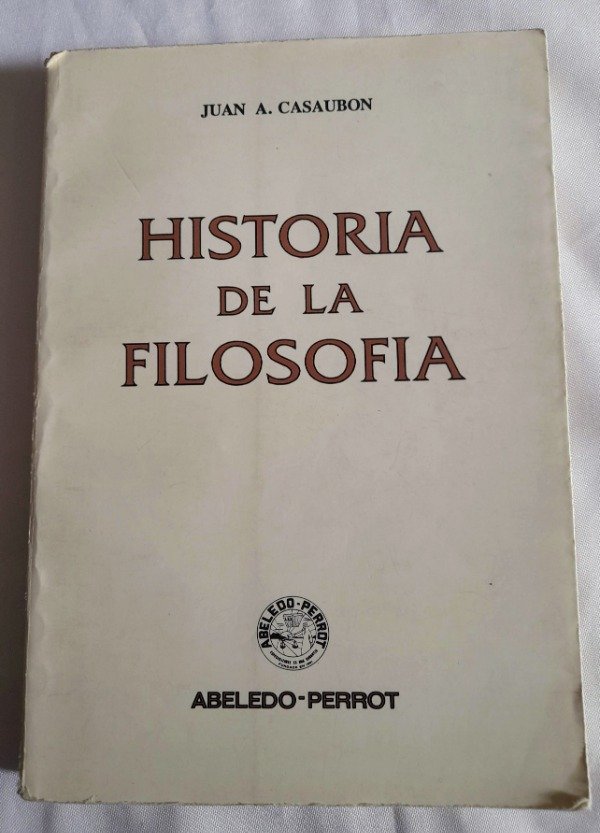 JUAN A. CASAUBON
HISTORIA
DE LA
FILOSOFIA
ABELEDO-PERROT
ABELEDO-PERROT